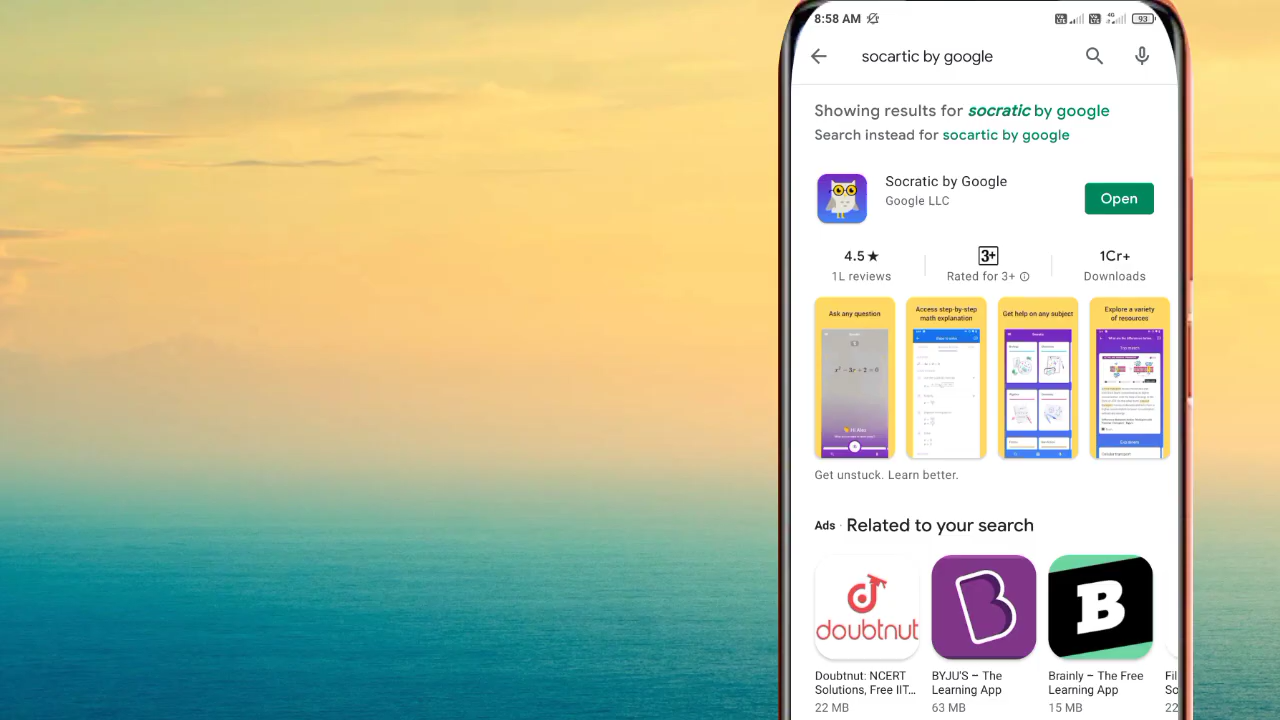 8:58 AM
4G
93
socartic by google
Showing results for socratic by google
Search instead for socartic by google
Socratic by Google
Google LLC
Open
4.5★
1L reviews
3+
Rated for 3+
1Cr+
Downloads
Ask any question
Access step-by-step
math explanation
Get help on any subject
Explore a variety
of resources
Get unstuck. Learn better.
Ads · Related to your search
doubtnut
B
B
Doubtnut: NCERT
Solutions, Free IIT...
22 MB
BYJU'S – The
Learning App
63 MB
Brainly – The Free
Learning App
15 MB